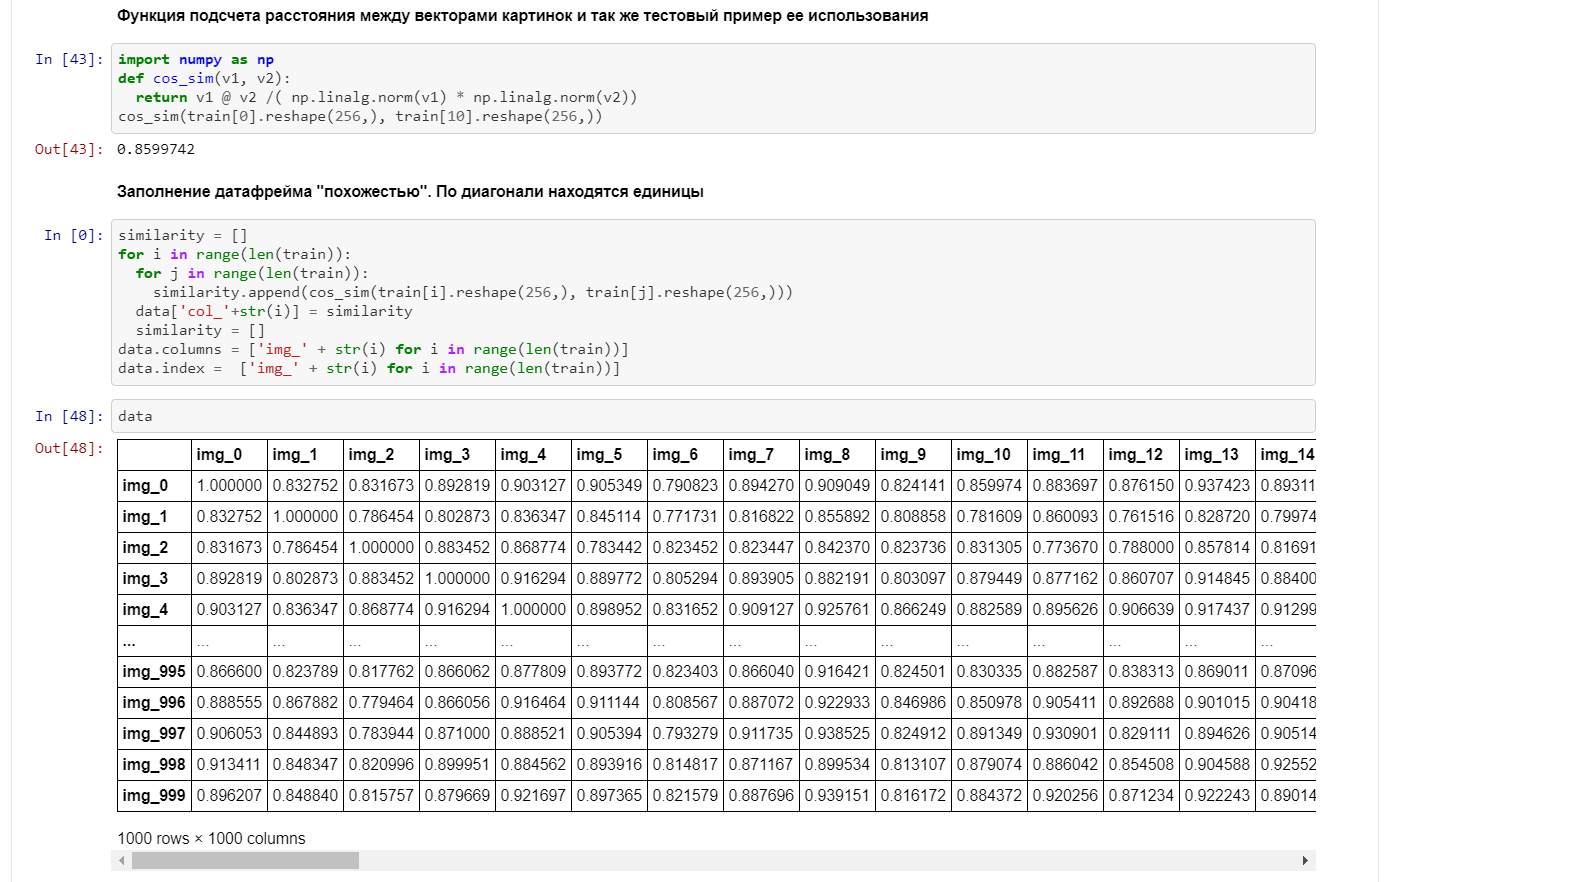 Функция подсчета расстояния между векторами картинок и так же тестовый пример ее использования
In [43]: import numpy as np
def cos_sim(v1, v2):
  return v1 @ v2 /( np.linalg.norm(v1) * np.linalg.norm(v2))
cos_sim(train[0].reshape(256,), train[10].reshape(256,))
Out[43]: 0.8599742
Заполнение датафрейма "похожестью". По диагонали находятся единицы
In [0]: similarity = []
for i in range(len(train)):
  for j in range(len(train)):
    similarity.append(cos_sim(train[i].reshape(256,), train[j].reshape(256,)))
  data['col_'+str(i)] = similarity
  similarity = []
data.columns = ['img_' + str(i) for i in range(len(train))]
data.index =  ['img_' + str(i) for i in range(len(train))]
In [48]: data
Out[48]:
img_0 img_1 img_2 img_3 img_4 img_5 img_6 img_7 img_8 img_9 img_10 img_11 img_12 img_13 img_14
img_0 1.000000 0.832752 0.831673 0.892819 0.903127 0.905349 0.790823 0.894270 0.909049 0.824141 0.859974 0.883697 0.876150 0.937423 0.89311
img_1 0.832752 1.000000 0.786454 0.802873 0.836347 0.845114 0.771731 0.816822 0.855892 0.808858 0.781609 0.860093 0.761516 0.828720 0.79974
img_2 0.831673 0.786454 1.000000 0.883452 0.868774 0.783442 0.823452 0.823447 0.842370 0.823736 0.831305 0.773670 0.788000 0.857814 0.81691
img_3 0.892819 0.802873 0.883452 1.000000 0.916294 0.889772 0.805294 0.893905 0.882191 0.803097 0.879449 0.877162 0.860707 0.914845 0.88400
img_4 0.903127 0.836347 0.868774 0.916294 1.000000 0.898952 0.831652 0.909127 0.925761 0.866249 0.882589 0.895626 0.906639 0.917437 0.91299
... ... ... ... ... ... ... ... ... ... ... ... ... ... ... ...
img_995 0.866600 0.823789 0.817762 0.866062 0.877809 0.893772 0.823403 0.866040 0.916421 0.824501 0.830335 0.882587 0.838313 0.869011 0.87096
img_996 0.888555 0.867882 0.779464 0.866056 0.916464 0.911144 0.808567 0.887072 0.922933 0.846986 0.850978 0.905411 0.892688 0.901015 0.90418
img_997 0.906053 0.844893 0.783944 0.871000 0.888521 0.905394 0.793279 0.911735 0.938525 0.824912 0.891349 0.930901 0.829111 0.894626 0.90514
img_998 0.913411 0.848347 0.820996 0.899951 0.884562 0.893916 0.814817 0.871167 0.899534 0.813107 0.879074 0.886042 0.854508 0.904588 0.92552
img_999 0.896207 0.848840 0.815757 0.879669 0.921697 0.897365 0.821579 0.887696 0.939151 0.816172 0.884372 0.920256 0.871234 0.922243 0.89014
1000 rows × 1000 columns